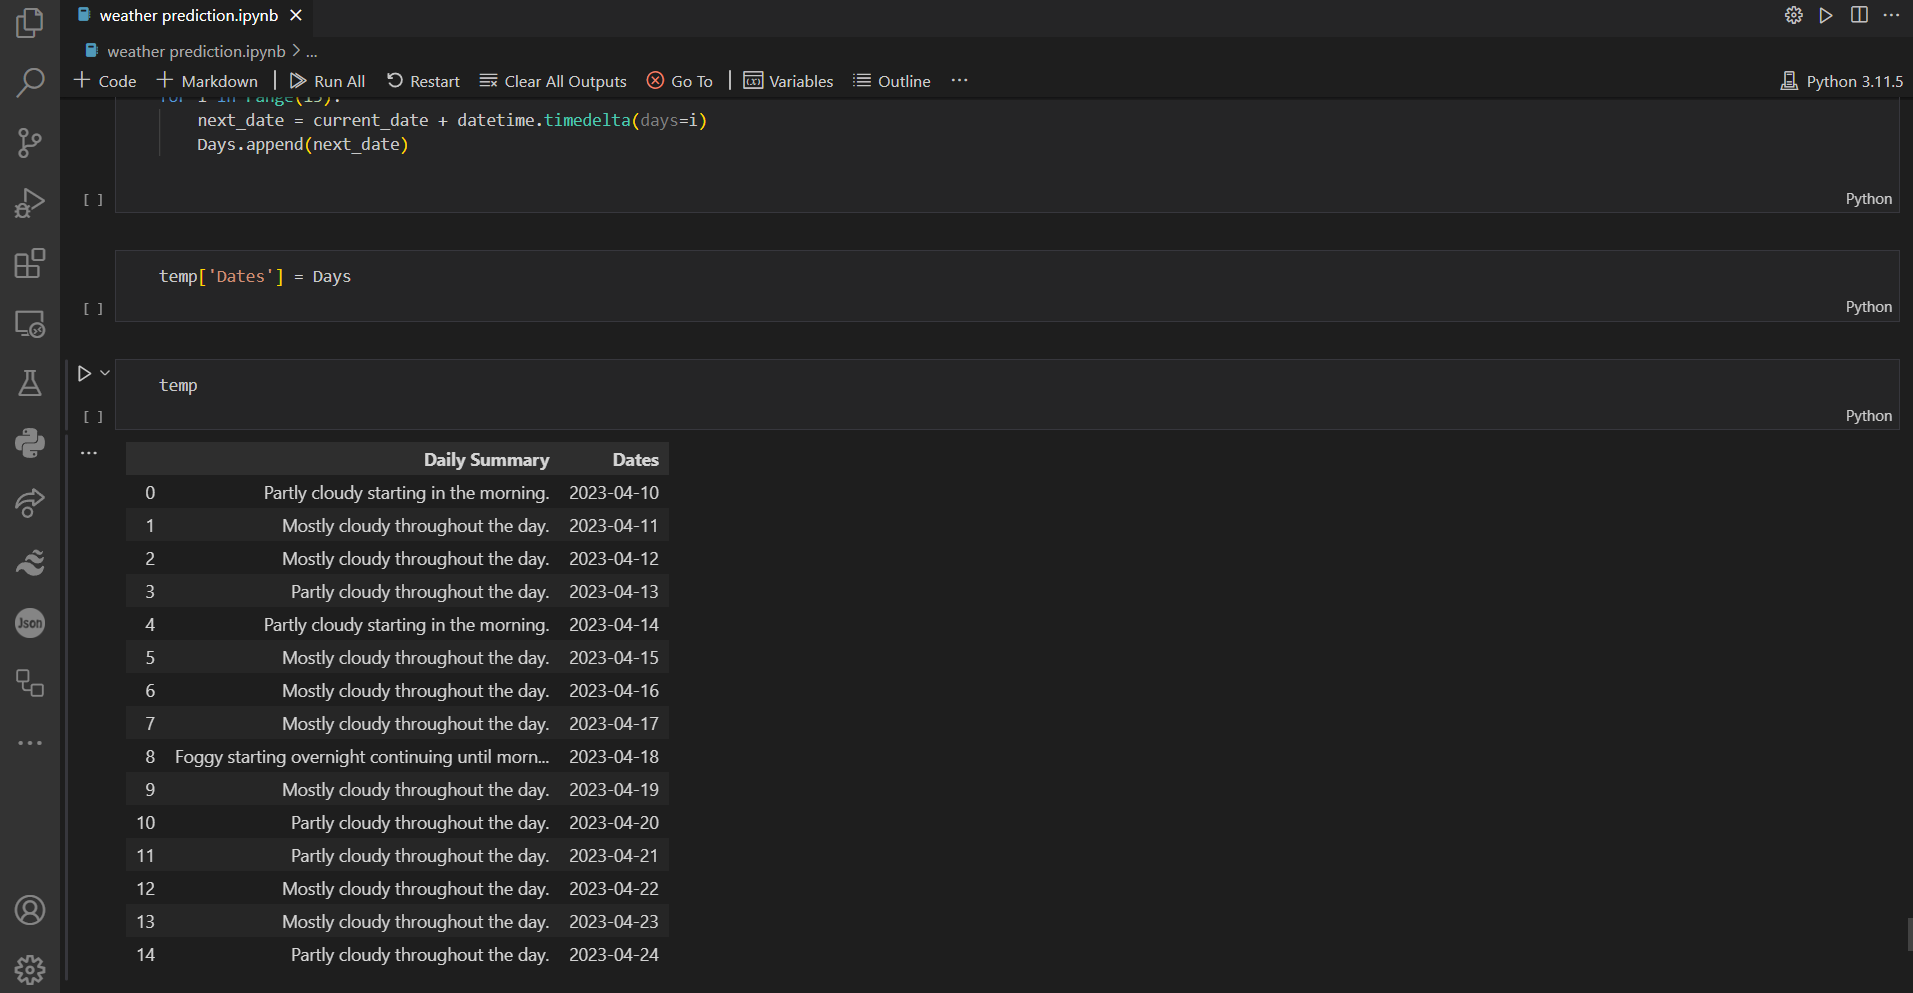 weather prediction.ipynb
weather prediction.ipynb > ...
+ Code + Markdown | Run All Restart Clear All Outputs Go To | Variables Outline ... Python 3.11.5
for i in range(15):
next_date = current_date + datetime.timedelta(days=i)
Days.append(next_date)
[ ] Python
temp['Dates'] = Days
[ ] Python
temp
[ ] Python
...
Daily Summary Dates
0 Partly cloudy starting in the morning. 2023-04-10
1 Mostly cloudy throughout the day. 2023-04-11
2 Mostly cloudy throughout the day. 2023-04-12
3 Partly cloudy throughout the day. 2023-04-13
4 Partly cloudy starting in the morning. 2023-04-14
5 Mostly cloudy throughout the day. 2023-04-15
6 Mostly cloudy throughout the day. 2023-04-16
7 Mostly cloudy throughout the day. 2023-04-17
8 Foggy starting overnight continuing until morn... 2023-04-18
9 Mostly cloudy throughout the day. 2023-04-19
10 Partly cloudy throughout the day. 2023-04-20
11 Partly cloudy throughout the day. 2023-04-21
12 Mostly cloudy throughout the day. 2023-04-22
13 Mostly cloudy throughout the day. 2023-04-23
14 Partly cloudy throughout the day. 2023-04-24
Json